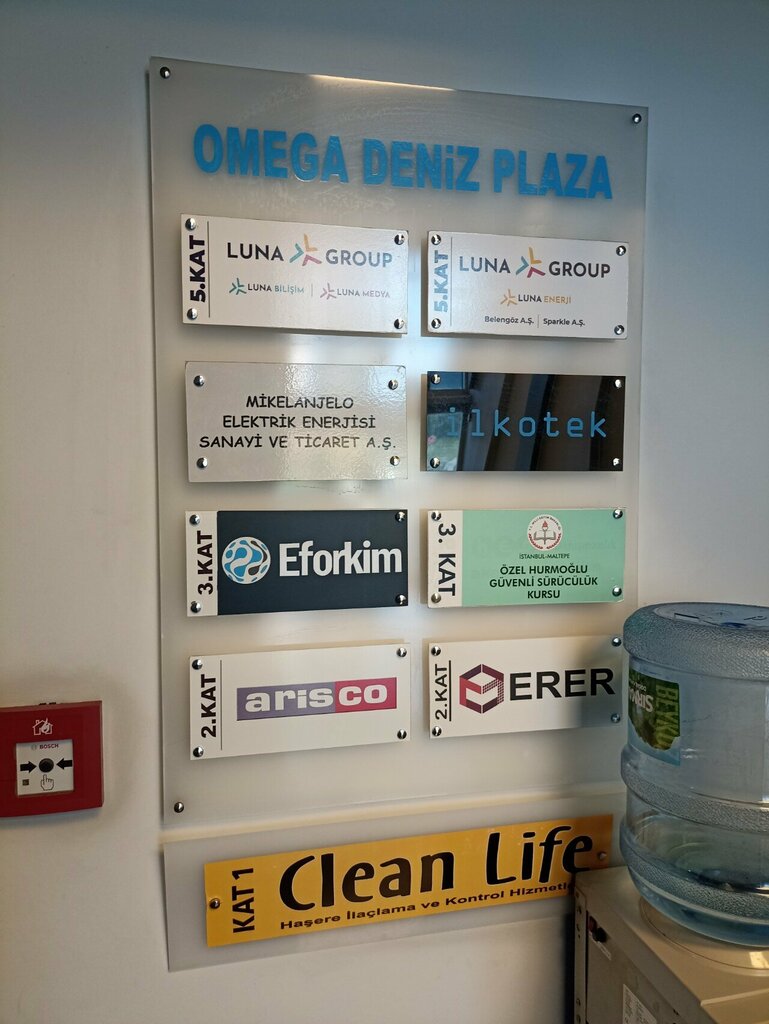 OMEGA DENiZ PLAZA
5.KAT
LUNA GROUP
LUNA BİLİŞİM | LUNA MEDYA
5.KAT
LUNA GROUP
LUNA ENERJİ
Belengöz A.Ş. | Sparkle A.Ş.
MİKELANJELO
ELEKTRİK ENERJİSİ
SANAYİ VE TİCARET A.Ş.
ilkotek
3.KAT
Eforkim
3. KAT
İSTANBUL-MALTEPE
ÖZEL HURMOĞLU
GÜVENLİ SÜRÜCÜLÜK
KURSU
2.KAT
arisco
2.KAT
ERER
BOSCH
KAT 1
Clean Life
Haşere İlaçlama ve Kontrol